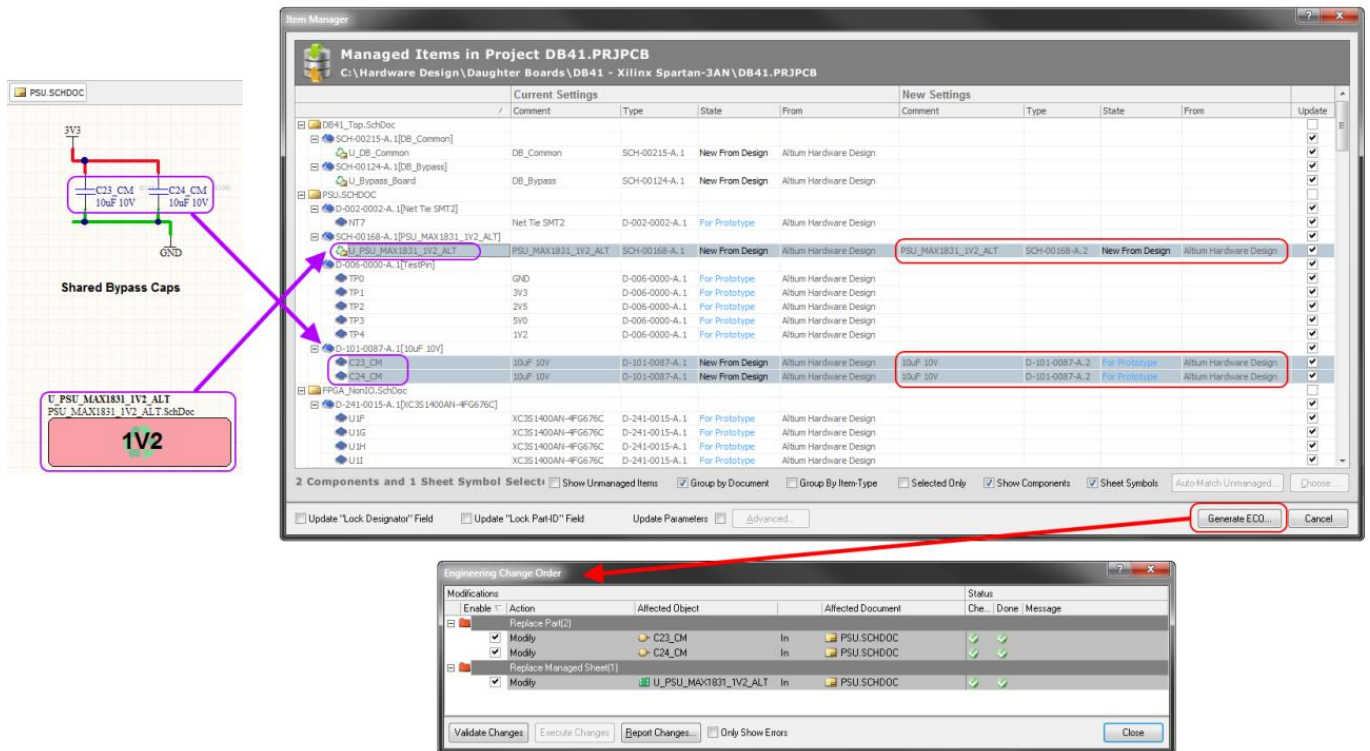 Item Manager
Managed Items in Project DB41.PRJPCB
C:\Hardware Design\Daughter Boards\DB41 - Xilinx Spartan-3AN\DB41.PRJPCB
Current Settings New Settings
/ Comment Type State From Comment Type State From Update
DB41_Top.SchDoc
SCH-00215-A.1[DB_Common]
U_DB_Common DB_Common SCH-00215-A.1 New From Design Altium Hardware Design
SCH-00124-A.1[DB_Bypass]
U_Bypass_Board DB_Bypass SCH-00124-A.1 New From Design Altium Hardware Design
PSU.SCHDOC
D-002-0002-A.1[Net Tie SMT2]
NT7 Net Tie SMT2 D-002-0002-A.1 For Prototype Altium Hardware Design
SCH-00168-A.1[PSU_MAX1831_1V2_ALT]
U_PSU_MAX1831_1V2_ALT PSU_MAX1831_1V2_ALT SCH-00168-A.1 New From Design Altium Hardware Design PSU_MAX1831_1V2_ALT SCH-00168-A.2 New From Design Altium Hardware Design
D-006-0000-A.1[TestPin]
TP0 GND D-006-0000-A.1 For Prototype Altium Hardware Design
TP1 3V3 D-006-0000-A.1 For Prototype Altium Hardware Design
TP2 2V5 D-006-0000-A.1 For Prototype Altium Hardware Design
TP3 5V0 D-006-0000-A.1 For Prototype Altium Hardware Design
TP4 1V2 D-006-0000-A.1 For Prototype Altium Hardware Design
D-101-0087-A.1[10uF 10V]
C23_CM 10uF 10V D-101-0087-A.1 New From Design Altium Hardware Design 10uF 10V D-101-0087-A.2 For Prototype Altium Hardware Design
C24_CM 10uF 10V D-101-0087-A.1 New From Design Altium Hardware Design 10uF 10V D-101-0087-A.2 For Prototype Altium Hardware Design
FPGA_NonIO.SchDoc
D-241-0015-A.1[XC3S1400AN-4FG676C]
U1F XC3S1400AN-4FG676C D-241-0015-A.1 For Prototype Altium Hardware Design
U1G XC3S1400AN-4FG676C D-241-0015-A.1 For Prototype Altium Hardware Design
U1H XC3S1400AN-4FG676C D-241-0015-A.1 For Prototype Altium Hardware Design
U1I XC3S1400AN-4FG676C D-241-0015-A.1 For Prototype Altium Hardware Design
2 Components and 1 Sheet Symbol Select Show Unmanaged Items Group by Document Group By Item-Type Selected Only Show Components Sheet Symbols Auto-Match Unmanaged... Choose...
Update "Lock Designator" Field Update "Lock Part-ID" Field Update Parameters Advanced... Generate ECO... Cancel
PSU.SCHDOC
3V3
C23_CM C24_CM
10uF 10V 10uF 10V
GND
Shared Bypass Caps
U_PSU_MAX1831_1V2_ALT
PSU_MAX1831_1V2_ALT.SchDoc
1V2
Engineering Change Order
Modifications Status
Enable Action Affected Object Affected Document Che... Done Message
Replace Part(2)
Modify C23_CM In PSU.SCHDOC
Modify C24_CM In PSU.SCHDOC
Replace Managed Sheet(1)
Modify U_PSU_MAX1831_1V2_ALT In PSU.SCHDOC
Validate Changes Execute Changes Report Changes... Only Show Errors Close